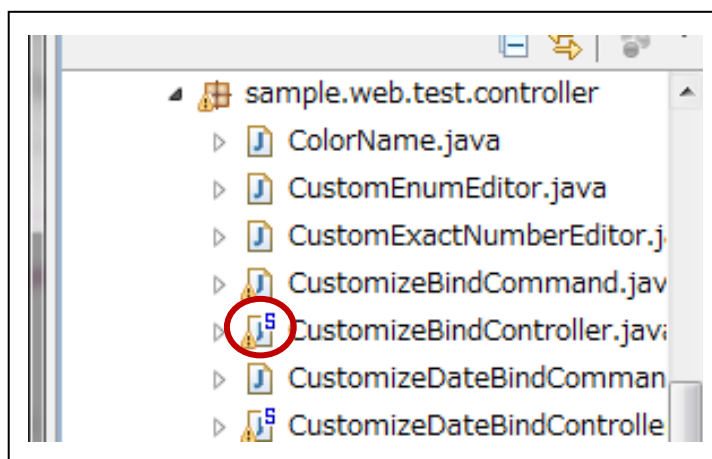 sample.web.test.controller
ColorName.java
CustomEnumEditor.java
CustomExactNumberEditor.j
CustomizeBindCommand.jav
CustomizeBindController.java
CustomizeDateBindComman
CustomizeDateBindControlle